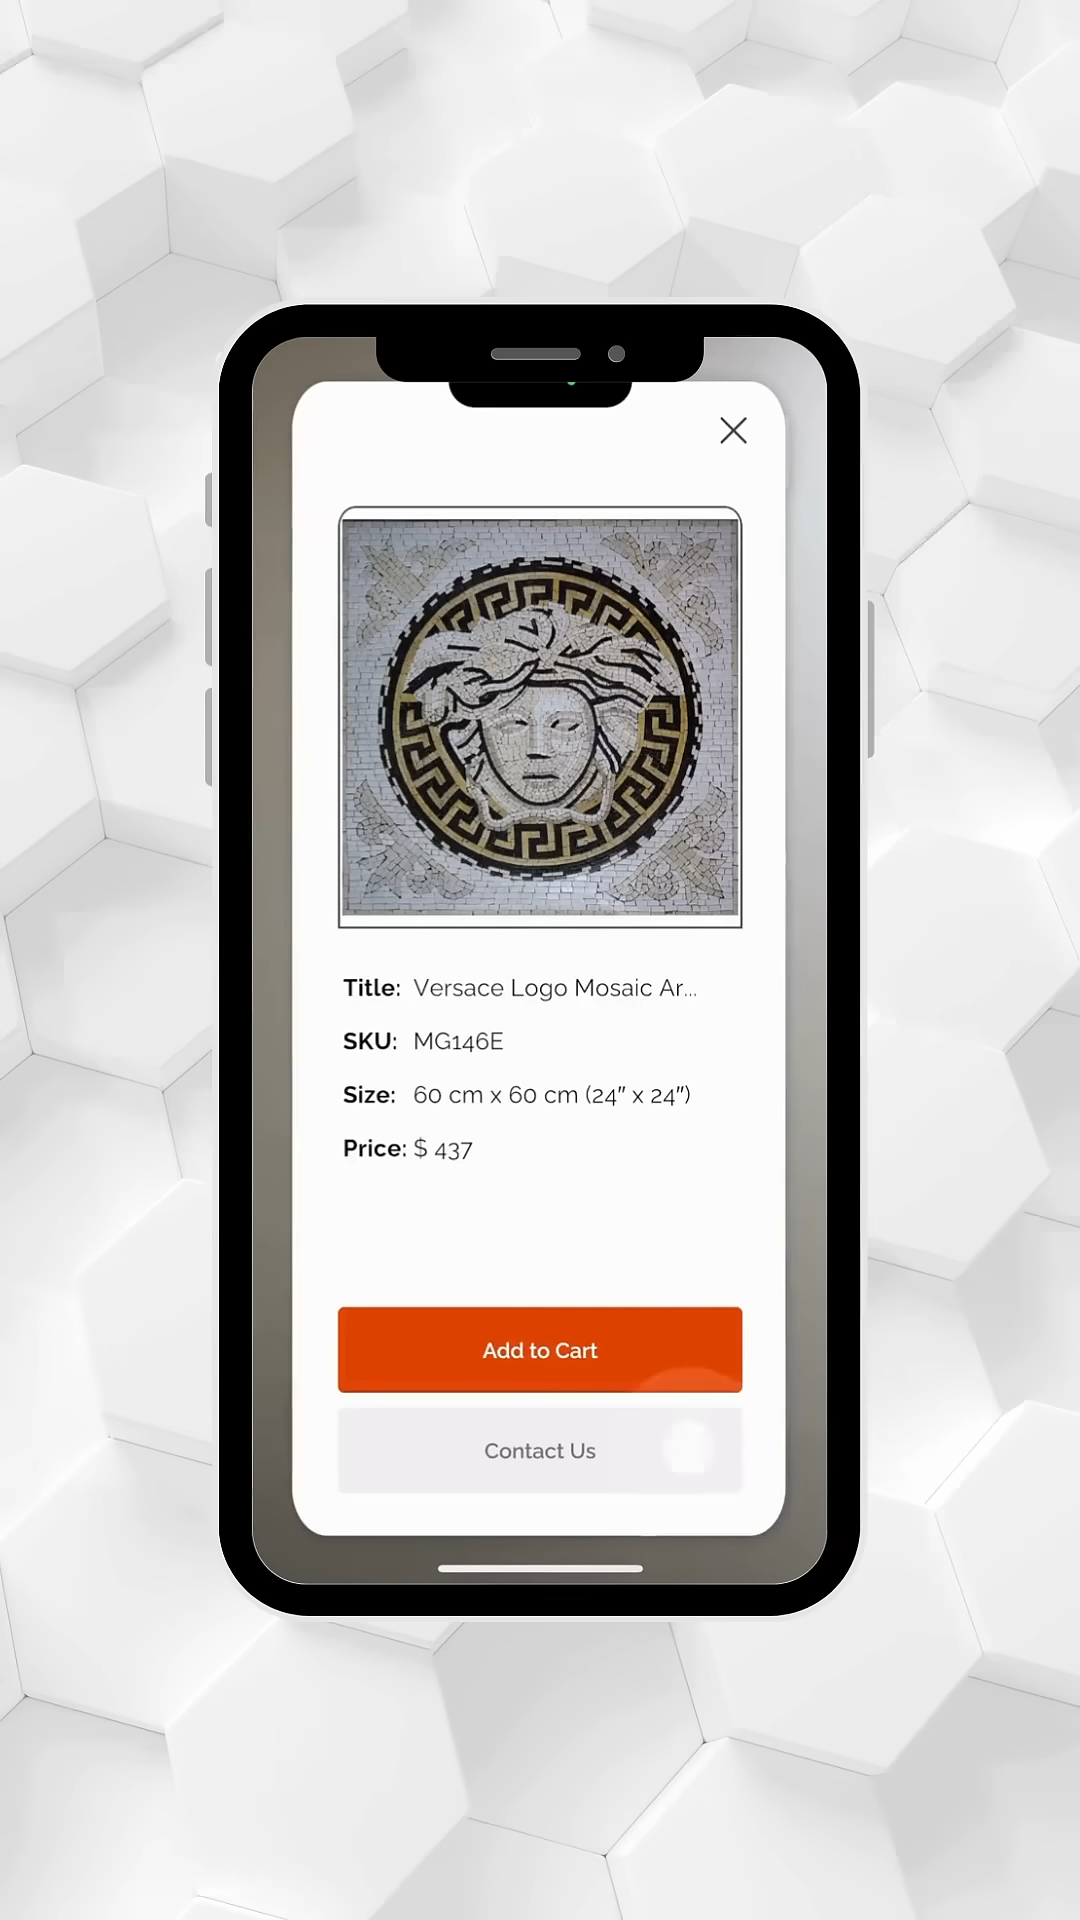 Title: Versace Logo Mosaic Ar...
SKU: MG146E
Size: 60 cm x 60 cm (24" x 24")
Price: $ 437
Add to Cart
Contact Us